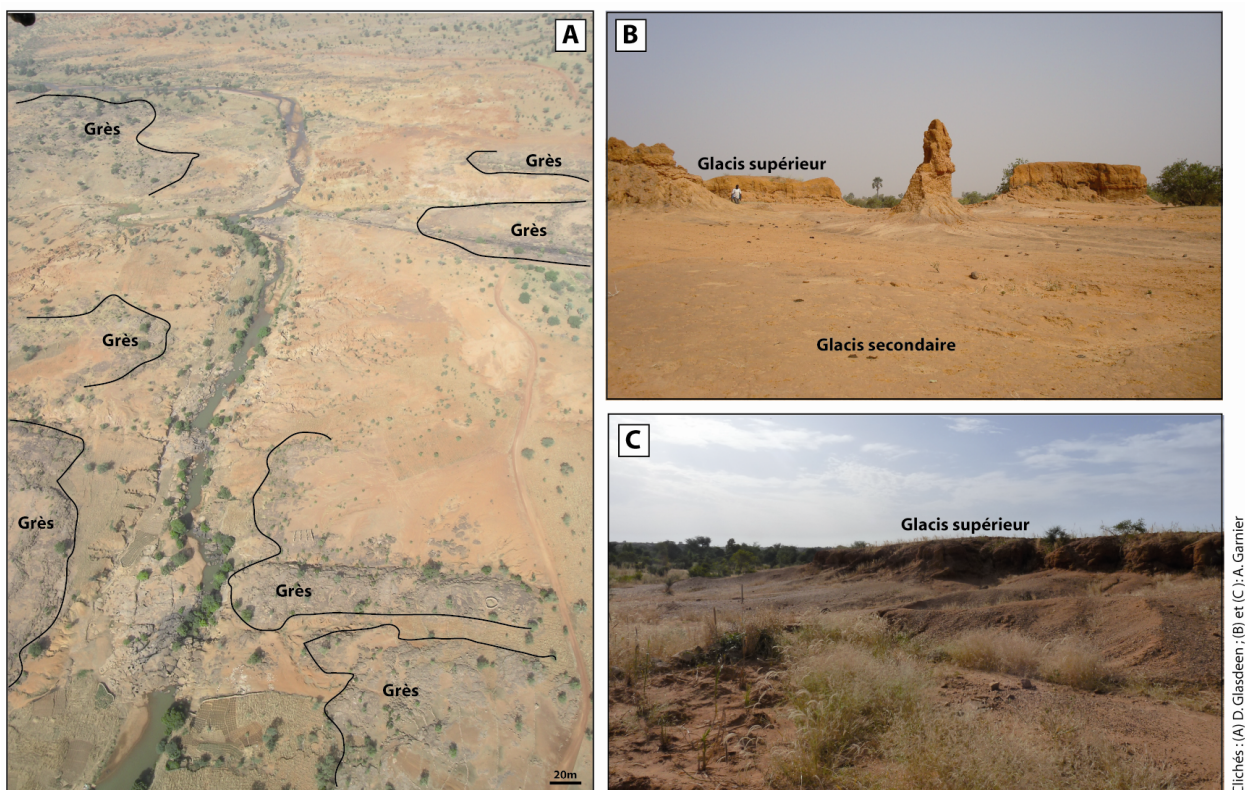 A
Grès
Grès
Grès
Grès
Grès
Grès
Grès
20m
B
Glacis supérieur
Glacis secondaire
C
Glacis supérieur
Clichés : (A) D. Glasdeen ; (B) et (C ) : A. Garnier